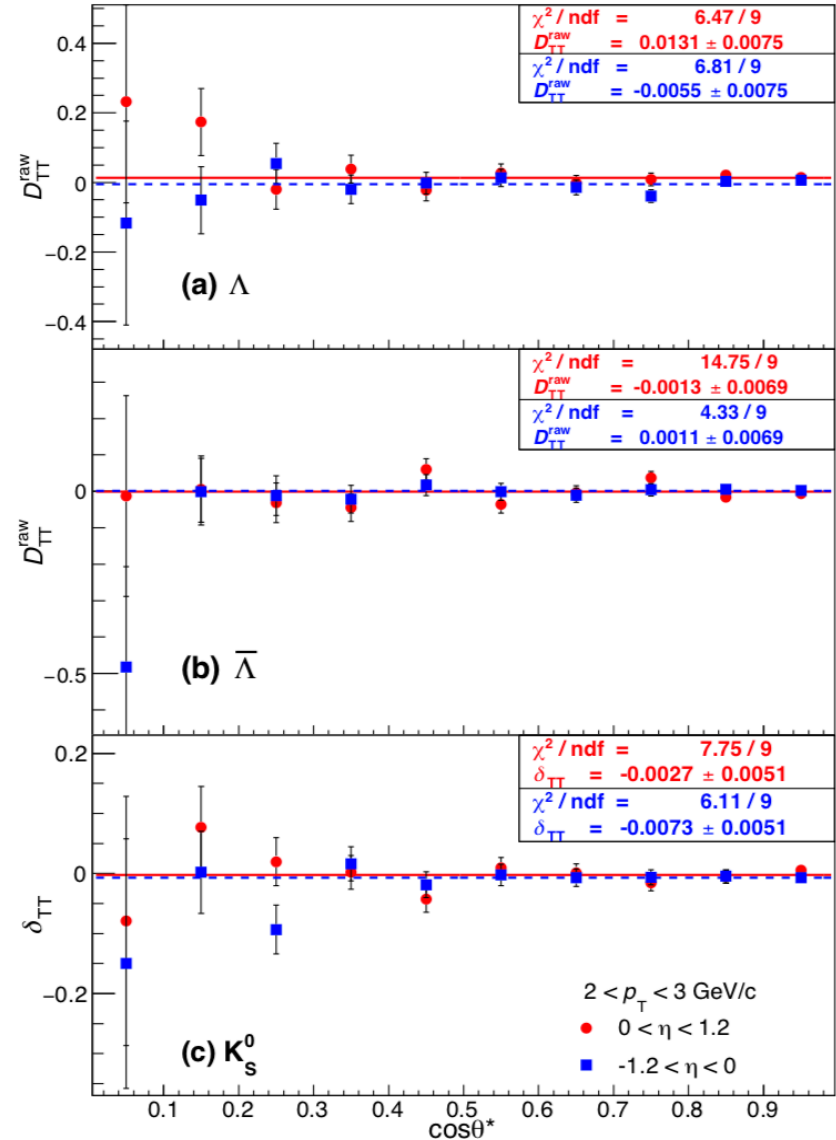 χ² / ndf = 6.47 / 9
D_TT^raw = 0.0131 ± 0.0075
χ² / ndf = 6.81 / 9
D_TT^raw = -0.0055 ± 0.0075
0.4
0.2
0
−0.2
−0.4
D_TT^raw
(a) Λ
χ² / ndf = 14.75 / 9
D_TT^raw = -0.0013 ± 0.0069
χ² / ndf = 4.33 / 9
D_TT^raw = 0.0011 ± 0.0069
0
−0.5
D_TT^raw
(b) Λ̅
χ² / ndf = 7.75 / 9
δ_TT = -0.0027 ± 0.0051
χ² / ndf = 6.11 / 9
δ_TT = -0.0073 ± 0.0051
0.2
0
−0.2
δ_TT
2 < p_T < 3 GeV/c
0 < η < 1.2
-1.2 < η < 0
(c) K_S^0
0.1 0.2 0.3 0.4 0.5 0.6 0.7 0.8 0.9
cosθ*